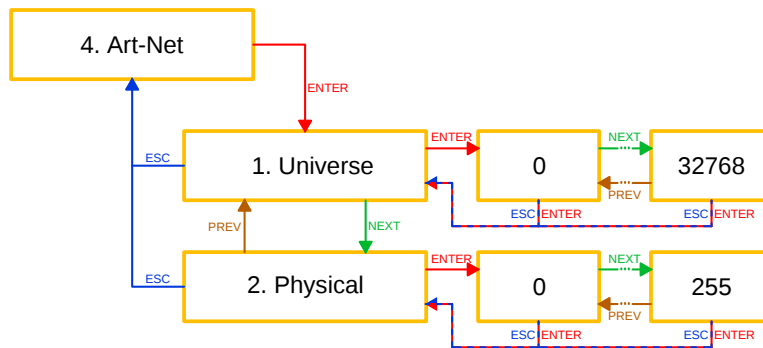 4. Art-Net
ENTER
ESC
1. Universe
ENTER
0
NEXT
PREV
32768
ESC ENTER
ESC ENTER
PREV
NEXT
ESC
2. Physical
ENTER
0
NEXT
PREV
255
ESC ENTER
ESC ENTER